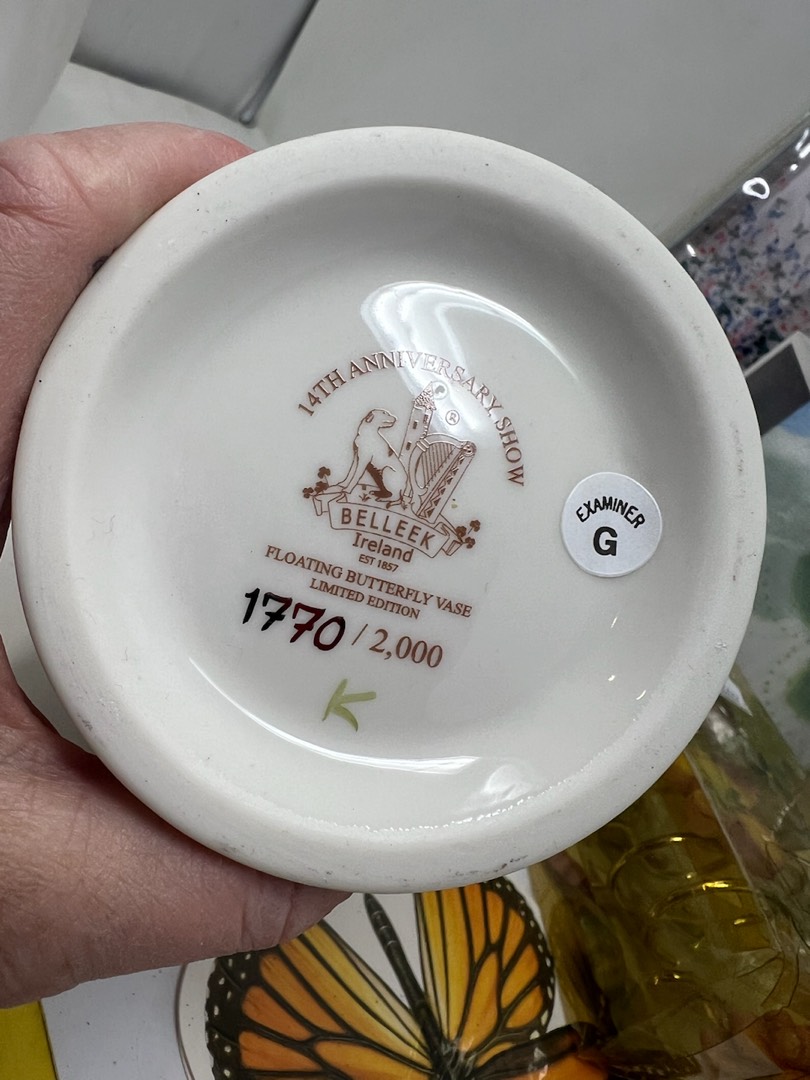 14TH ANNIVERSARY SHOW
®
BELLEEK
Ireland
EST 1857
FLOATING BUTTERFLY VASE
LIMITED EDITION
1770 / 2,000
K
EXAMINER
G